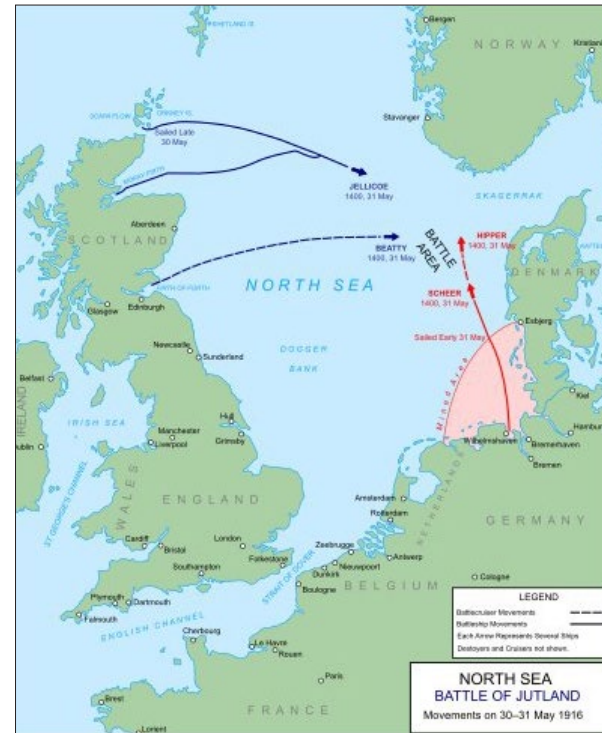 SHETLAND IS.
Bergen
NORWAY
Kristiania
Stavanger
SCAPA FLOW
ORKNEY IS.
Sailed Late
30 May
MORAY FIRTH
JELLICOE
1400, 31 May
SKAGERRAK
Aberdeen
SCOTLAND
BEATTY
1400, 31 May
BATTLE
AREA
HIPPER
1400, 31 May
DENMARK
NORTH SEA
SCHEER
1400, 31 May
FIRTH-OF-FORTH
Glasgow
Edinburgh
Sailed Early 31 May
Esbjerg
Newcastle
Sunderland
DOGGER
BANK
Mined Area
Belfast
IRELAND
IRISH SEA
Kiel
Hull
Grimsby
Manchester
Liverpool
Wilhelmshaven
Hamburg
Bremerhaven
Bremen
ST GEORGE'S CHANNEL
WALES
ENGLAND
Amsterdam
Rotterdam
NETHERLANDS
GERMANY
Cardiff
Bristol
London
Folkestone
Southampton
STRAIT OF DOVER
Zeebrugge
Nieuwpoort
Dunkirk
Boulogne
Antwerp
Cologne
BELGIUM
Plymouth
Dartmouth
Falmouth
ENGLISH CHANNEL
Cherbourg
Le Havre
Rouen
Paris
Brest
Lorient
FRANCE
LEGEND
Battlecruiser Movements
Battleship Movements
Each Arrow Represents Several Ships
Destoyers and Cruisers not shown.
NORTH SEA
BATTLE OF JUTLAND
Movements on 30–31 May 1916